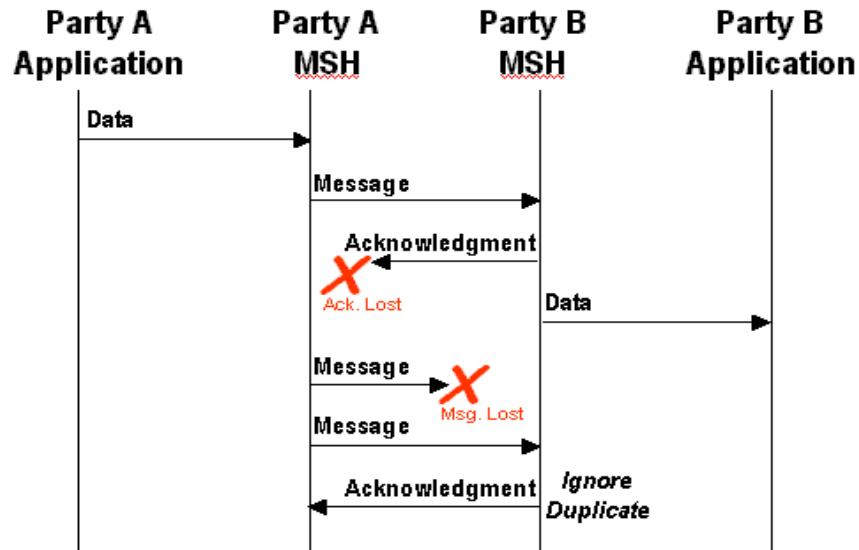 Party A
Application
Party A
MSH
Party B
MSH
Party B
Application
Data
Message
Acknowledgment
Ack. Lost
Data
Message
Msg. Lost
Message
Acknowledgment
Ignore
Duplicate